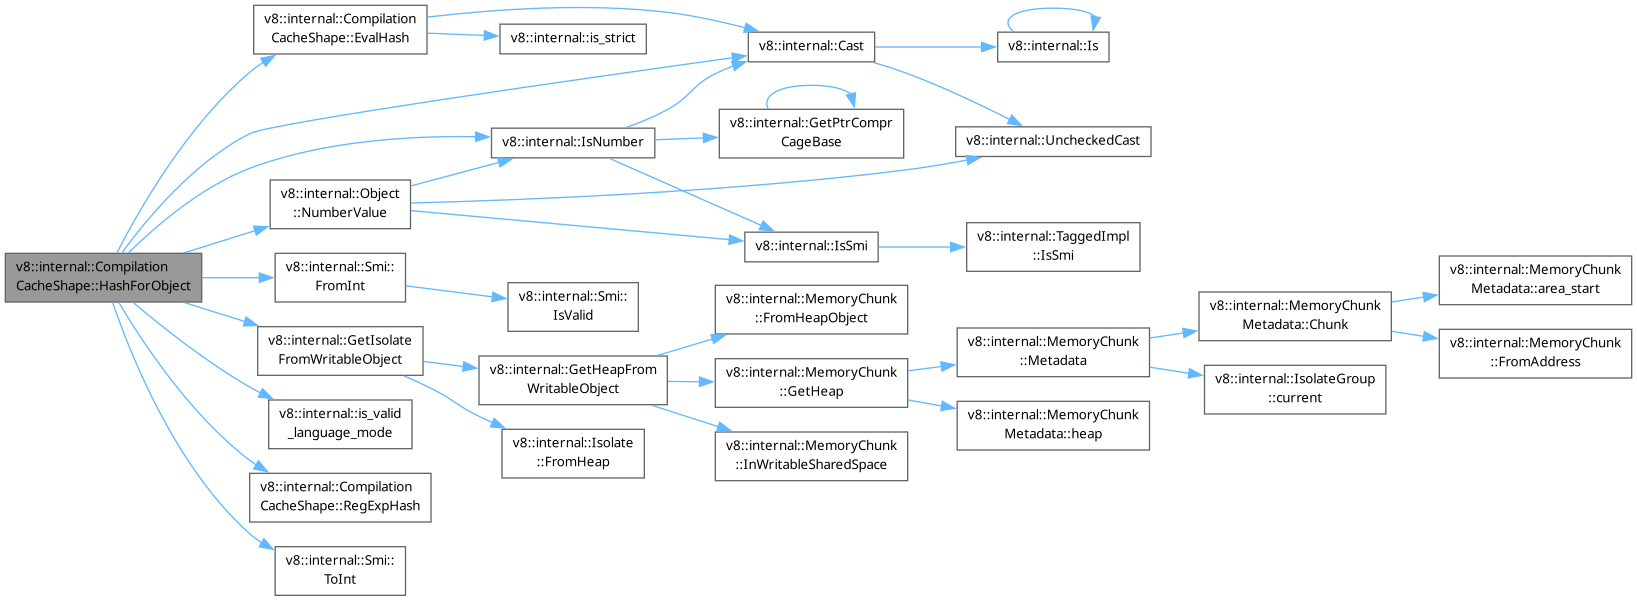 v8::internal::Compilation
CacheShape::HashForObject
v8::internal::Compilation
CacheShape::EvalHash
v8::internal::is_strict
v8::internal::Cast
v8::internal::Is
v8::internal::GetPtrCompr
CageBase
v8::internal::UncheckedCast
v8::internal::IsNumber
v8::internal::Object
::NumberValue
v8::internal::IsSmi
v8::internal::TaggedImpl
::IsSmi
v8::internal::Smi::
FromInt
v8::internal::Smi::
IsValid
v8::internal::GetIsolate
FromWritableObject
v8::internal::GetHeapFrom
WritableObject
v8::internal::MemoryChunk
::FromHeapObject
v8::internal::MemoryChunk
::GetHeap
v8::internal::MemoryChunk
::InWritableSharedSpace
v8::internal::MemoryChunk
::Metadata
v8::internal::MemoryChunk
Metadata::heap
v8::internal::MemoryChunk
Metadata::Chunk
v8::internal::IsolateGroup
::current
v8::internal::MemoryChunk
Metadata::area_start
v8::internal::MemoryChunk
::FromAddress
v8::internal::Isolate
::FromHeap
v8::internal::is_valid
_language_mode
v8::internal::Compilation
CacheShape::RegExpHash
v8::internal::Smi::
ToInt